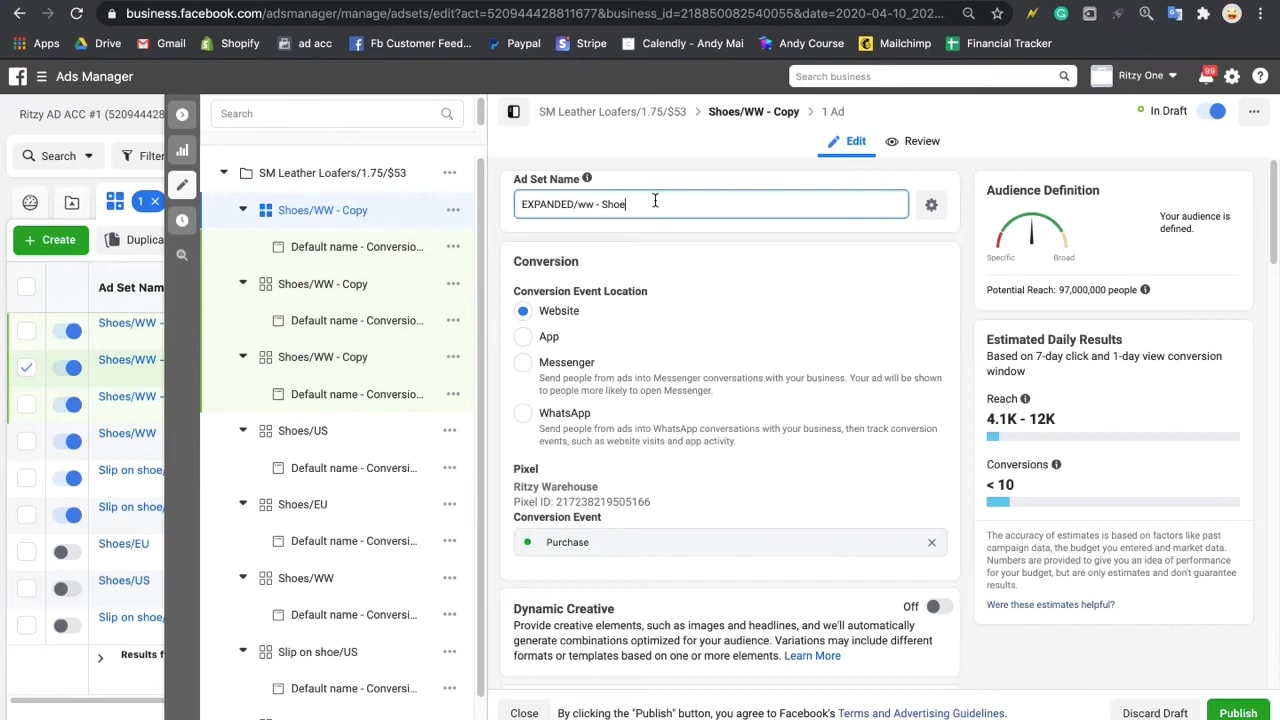 business.facebook.com/adsmanager/manage/adsets/edit?act=520944428811677&business_id=218850082540055&date=2020-04-10_202...
Apps
Drive
Gmail
Shopify
ad acc
Fb Customer Feed...
Paypal
Stripe
Calendly - Andy Mai
Andy Course
Mailchimp
Financial Tracker
Ads Manager
Search business
Ritzy One
99
Ritzy AD ACC #1 (520944428
Search
SM Leather Loafers/1.75/$53 > Shoes/WW - Copy > 1 Ad
In Draft
Edit
Review
Search
Filter
1
Create
Duplica
Ad Set Nam
Shoes/WW -
Shoes/WW -
Shoes/WW -
Shoes/WW
Slip on shoe/
Slip on shoe/
Shoes/EU
Shoes/US
Slip on shoe/
Results f
SM Leather Loafers/1.75/$53
Shoes/WW - Copy
Default name - Conversio...
Shoes/WW - Copy
Default name - Conversio...
Shoes/WW - Copy
Default name - Conversio...
Shoes/US
Default name - Conversi...
Shoes/EU
Default name - Conversi...
Shoes/WW
Default name - Conversi...
Slip on shoe/US
Default name - Conversi...
Ad Set Name
EXPANDED/ww - Shoe
Conversion
Conversion Event Location
Website
App
Messenger
Send people from ads into Messenger conversations with your business. Your ad will be shown
to people more likely to open Messenger.
WhatsApp
Send people from ads into WhatsApp conversations with your business, then track conversion
events, such as website visits and app activity.
Pixel
Ritzy Warehouse
Pixel ID: 217238219505166
Conversion Event
Purchase
Dynamic Creative
Off
Provide creative elements, such as images and headlines, and we'll automatically
generate combinations optimized for your audience. Variations may include different
formats or templates based on one or more elements. Learn More
Audience Definition
Your audience is
defined.
Specific
Broad
Potential Reach: 97,000,000 people
Estimated Daily Results
Based on 7-day click and 1-day view conversion
window
Reach
4.1K - 12K
Conversions
< 10
The accuracy of estimates is based on factors like past
campaign data, the budget you entered and market data.
Numbers are provided to give you an idea of performance
for your budget, but are only estimates and don't guarantee
results.
Were these estimates helpful?
Close
By clicking the "Publish" button, you agree to Facebook's Terms and Advertising Guidelines.
Discard Draft
Publish